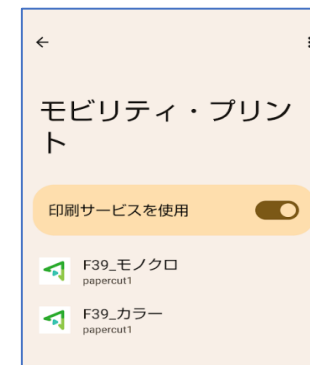 モビリティ・プリン
ト
印刷サービスを使用
F39_モノクロ
papercut1
F39_カラー
papercut1